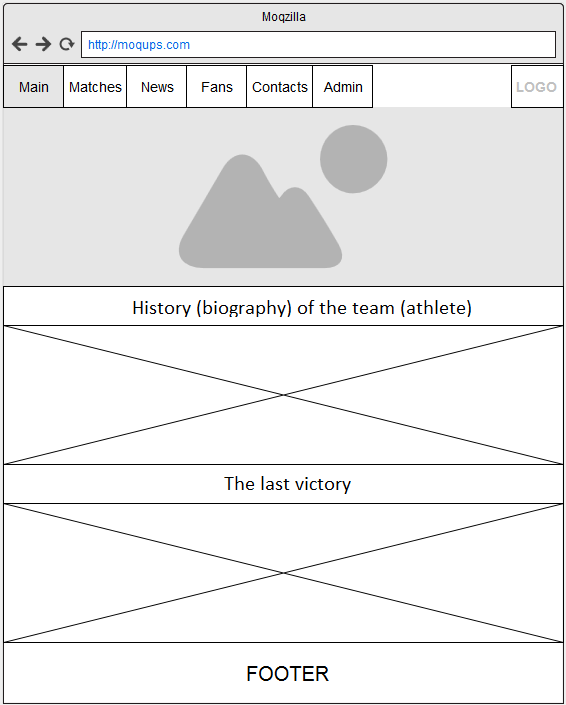 Moqzilla
http://moqups.com
Main Matches News Fans Contacts Admin LOGO
History (biography) of the team (athlete)
The last victory
FOOTER